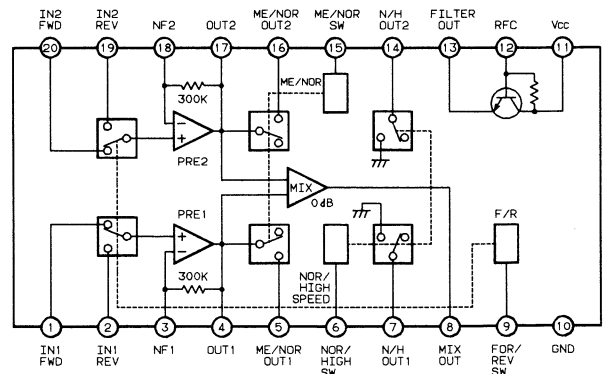 IN2 FWD
IN2 REV
NF2
OUT2
ME/NOR OUT2
ME/NOR SW
N/H OUT2
FILTER OUT
RFC
Vcc
20
19
18
17
16
15
14
13
12
11
300K
ME/NOR
+
PRE2
MIX
0dB
PRE1
+
300K
NOR/ HIGH SPEED
F/R
1
2
3
4
5
6
7
8
9
10
IN1 FWD
IN1 REV
NF1
OUT1
ME/NOR OUT1
NOR/ HIGH SW
N/H OUT1
MIX OUT
FOR/ REV SW
GND